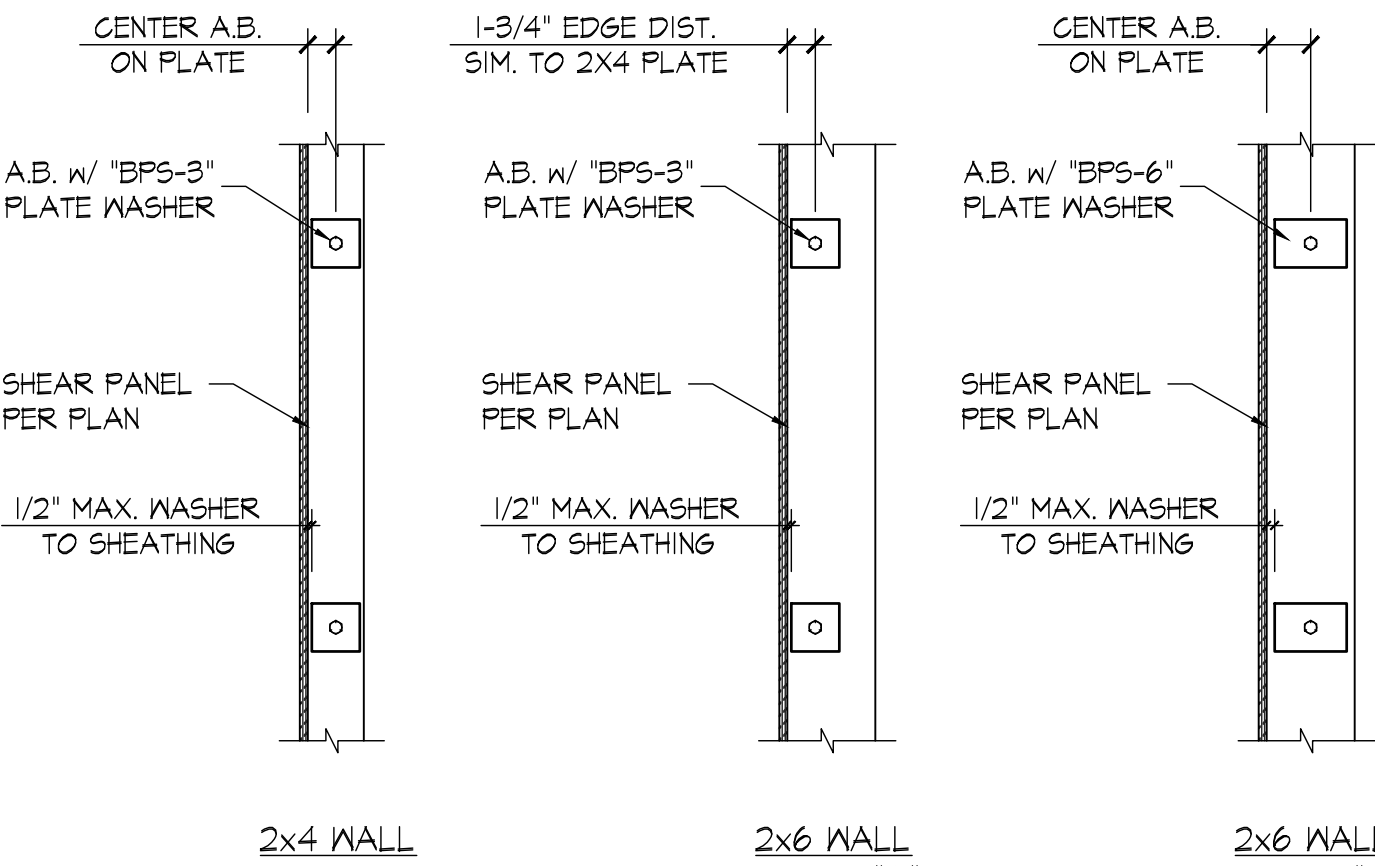 CENTER A.B.
ON PLATE
A.B. w/ "BPS-3"
PLATE WASHER
SHEAR PANEL
PER PLAN
1/2" MAX. WASHER
TO SHEATHING
2x4 WALL
1-3/4" EDGE DIST.
SIM. TO 2X4 PLATE
A.B. w/ "BPS-3"
PLATE WASHER
SHEAR PANEL
PER PLAN
1/2" MAX. WASHER
TO SHEATHING
2x6 WALL
CENTER A.B.
ON PLATE
A.B. w/ "BPS-6"
PLATE WASHER
SHEAR PANEL
PER PLAN
1/2" MAX. WASHER
TO SHEATHING
2x6 WALL